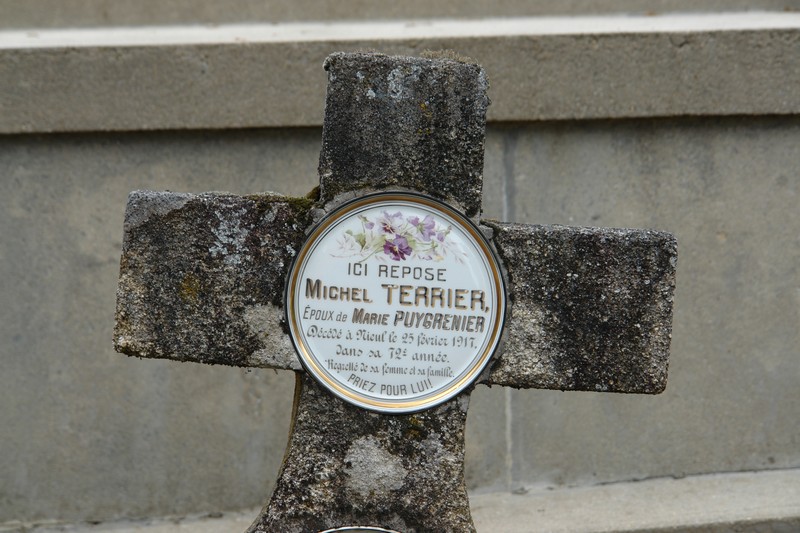 ICI REPOSE
MICHEL TERRIER,
ÉPOUX de MARIE PUYGRENIER
Décédé à Nieul le 25 février 1917,
dans sa 72e année.
Regretté de sa femme et sa famille.
PRIEZ POUR LUI!